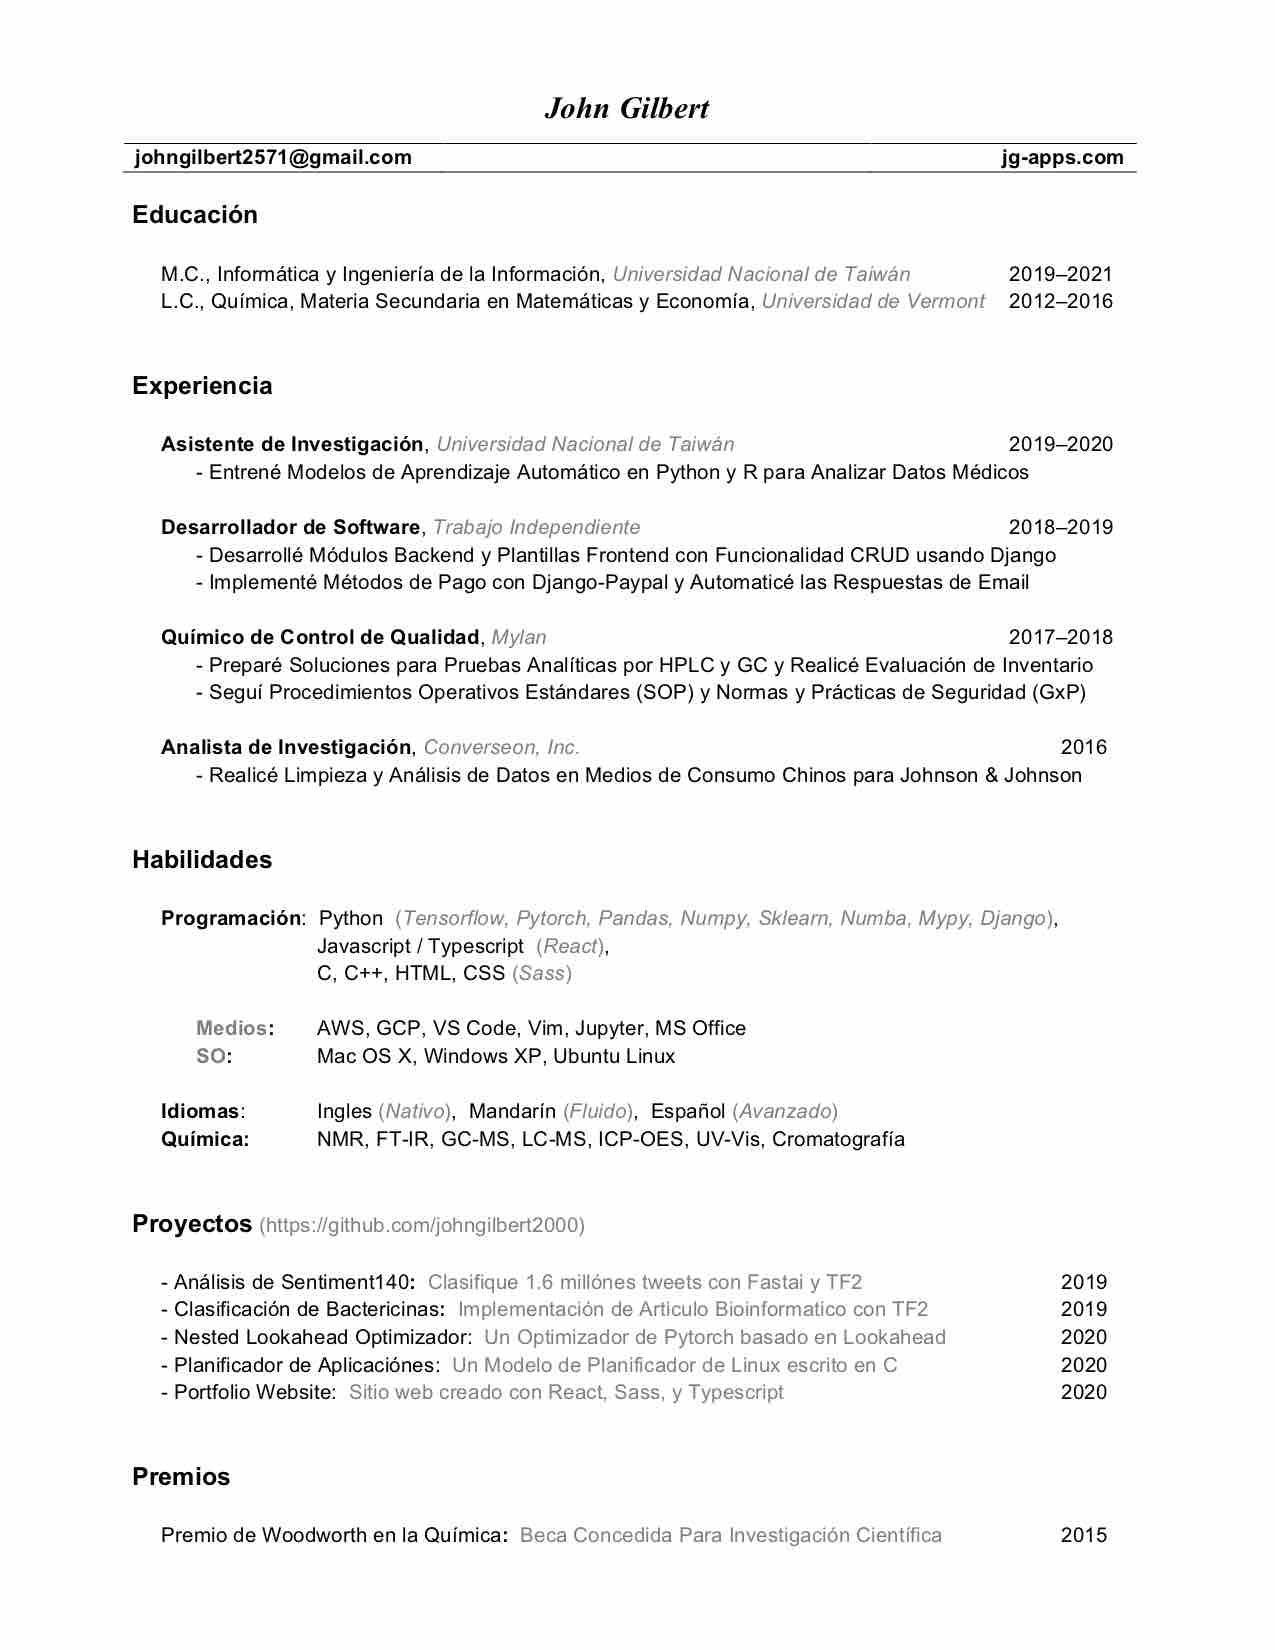 John Gilbert
johngilbert2571@gmail.com jg-apps.com
Educación
M.C., Informática y Ingeniería de la Información, Universidad Nacional de Taiwán 2019–2021
L.C., Química, Materia Secundaria en Matemáticas y Economía, Universidad de Vermont 2012–2016
Experiencia
Asistente de Investigación, Universidad Nacional de Taiwán 2019–2020
- Entrené Modelos de Aprendizaje Automático en Python y R para Analizar Datos Médicos
Desarrollador de Software, Trabajo Independiente 2018–2019
- Desarrollé Módulos Backend y Plantillas Frontend con Funcionalidad CRUD usando Django
- Implementé Métodos de Pago con Django-Paypal y Automaticé las Respuestas de Email
Químico de Control de Qualidad, Mylan 2017–2018
- Preparé Soluciones para Pruebas Analíticas por HPLC y GC y Realicé Evaluación de Inventario
- Seguí Procedimientos Operativos Estándares (SOP) y Normas y Prácticas de Seguridad (GxP)
Analista de Investigación, Converseon, Inc. 2016
- Realicé Limpieza y Análisis de Datos en Medios de Consumo Chinos para Johnson & Johnson
Habilidades
Programación: Python (Tensorflow, Pytorch, Pandas, Numpy, Sklearn, Numba, Mypy, Django),
Javascript / Typescript (React),
C, C++, HTML, CSS (Sass)
Medios: AWS, GCP, VS Code, Vim, Jupyter, MS Office
SO: Mac OS X, Windows XP, Ubuntu Linux
Idiomas: Ingles (Nativo), Mandarín (Fluido), Español (Avanzado)
Química: NMR, FT-IR, GC-MS, LC-MS, ICP-OES, UV-Vis, Cromatografía
Proyectos (https://github.com/johngilbert2000)
- Análisis de Sentiment140: Clasifique 1.6 millónes tweets con Fastai y TF2 2019
- Clasificación de Bactericinas: Implementación de Articulo Bioinformatico con TF2 2019
- Nested Lookahead Optimizador: Un Optimizador de Pytorch basado en Lookahead 2020
- Planificador de Aplicaciónes: Un Modelo de Planificador de Linux escrito en C 2020
- Portfolio Website: Sitio web creado con React, Sass, y Typescript 2020
Premios
Premio de Woodworth en la Química: Beca Concedida Para Investigación Científica 2015